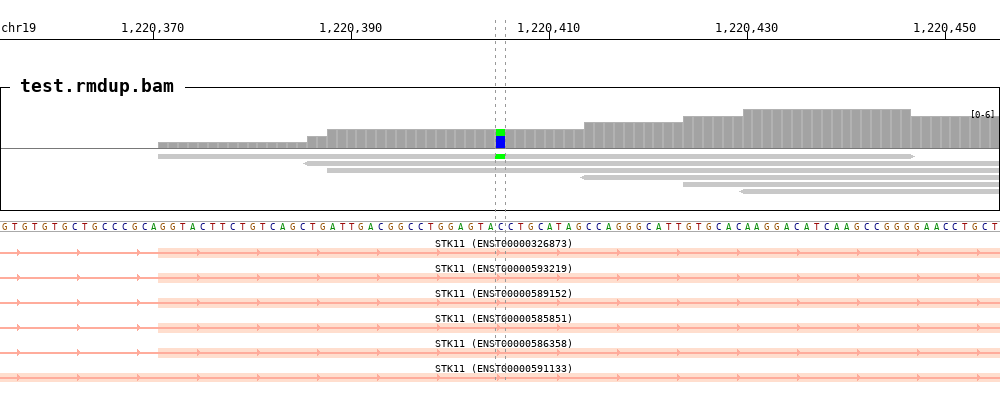 chr19 1,220,370 1,220,390 1,220,410 1,220,430 1,220,450
test.rmdup.bam
[0-6]
G T G T G T G C T G C C C G C A G G T A C T T C T G T C A G C T G A T T G A C G G C C T G G A G T A C C T G C A T A G C C A G G G C A T T G T G C A C A A G G A C A T C A A G C C G G G G A A C C T G C T
STK11 (ENST00000326873)
STK11 (ENST00000593219)
STK11 (ENST00000589152)
STK11 (ENST00000585851)
STK11 (ENST00000586358)
STK11 (ENST00000591133)